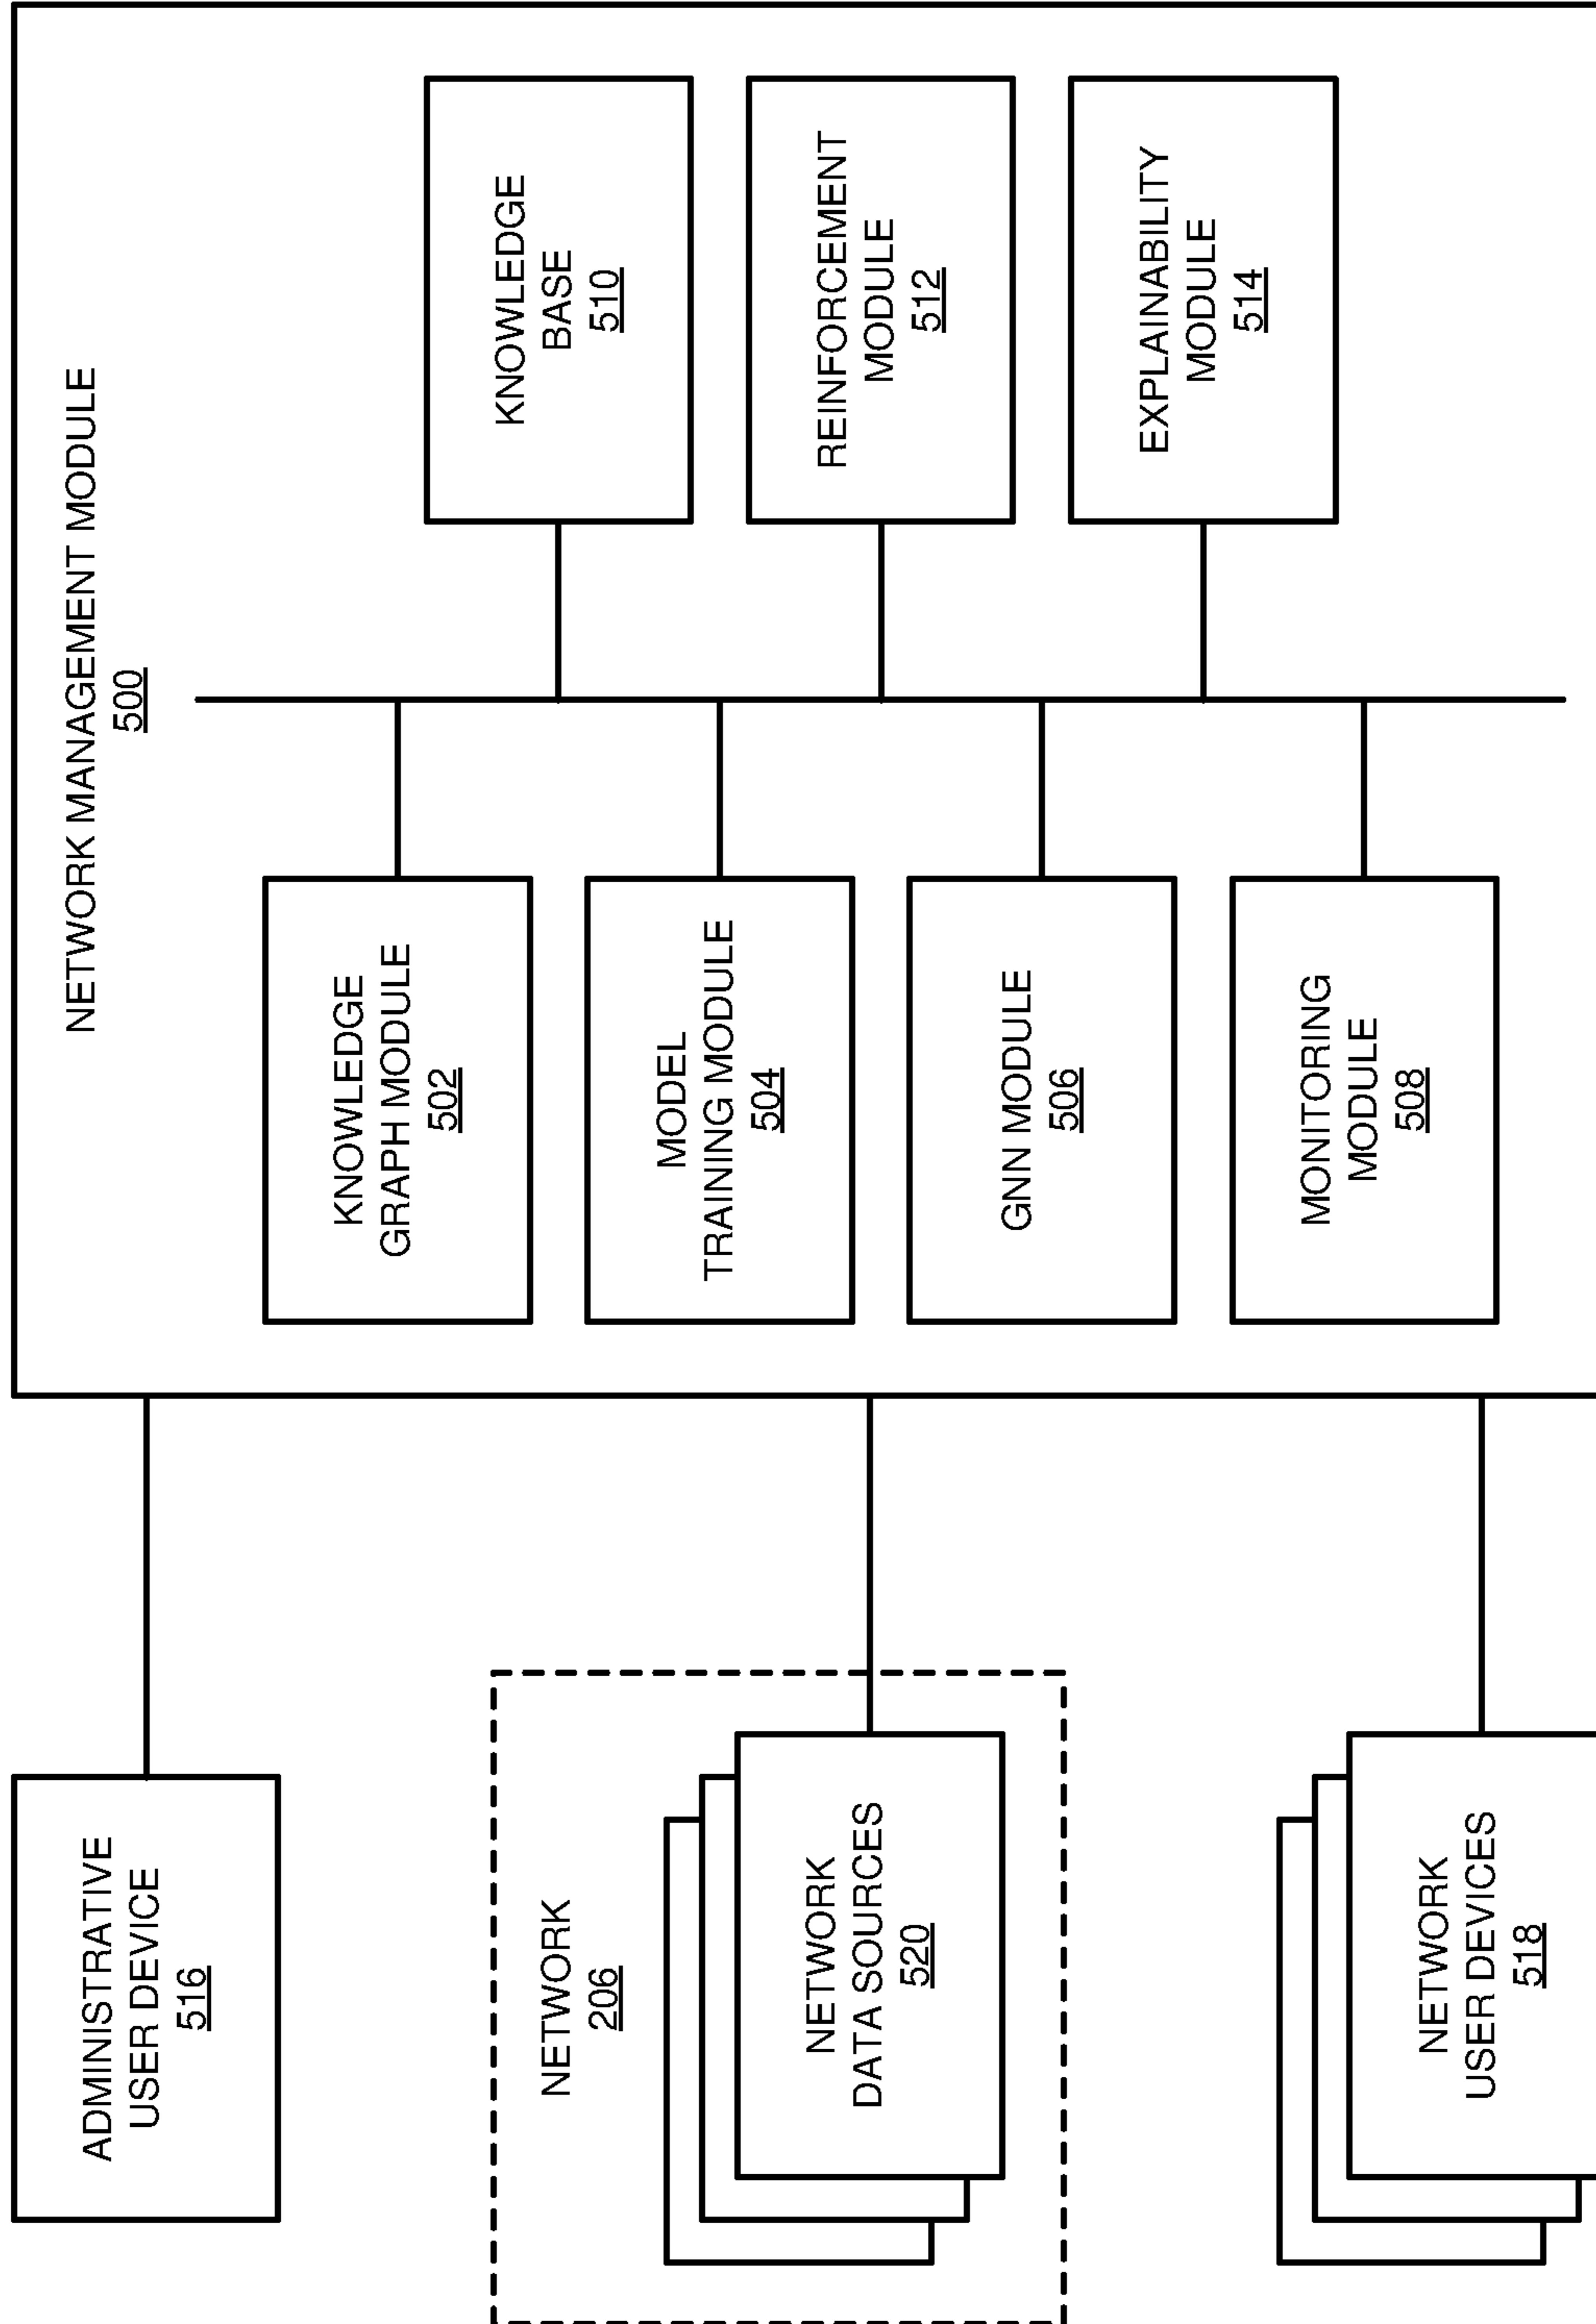 ADMINISTRATIVE
USER DEVICE
516
NETWORK
206
NETWORK
DATA SOURCES
520
NETWORK
USER DEVICES
518
NETWORK MANAGEMENT MODULE
500
KNOWLEDGE
GRAPH MODULE
502
MODEL
TRAINING MODULE
504
GNN MODULE
506
MONITORING
MODULE
508
KNOWLEDGE
BASE
510
REINFORCEMENT
MODULE
512
EXPLAINABILITY
MODULE
514